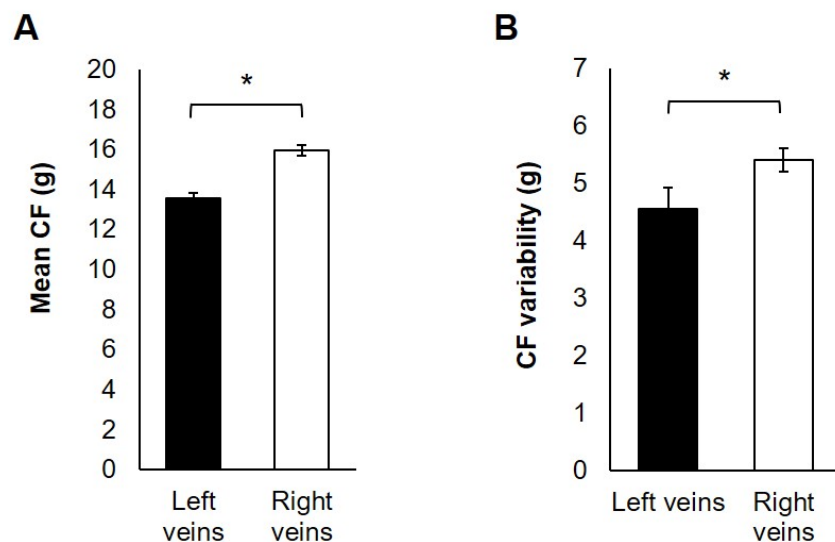 A
Mean CF (g)
20
18
16
14
12
10
8
6
4
2
0
*
Left
veins
Right
veins
B
CF variability (g)
7
6
5
4
3
2
1
0
*
Left veins
Right
veins